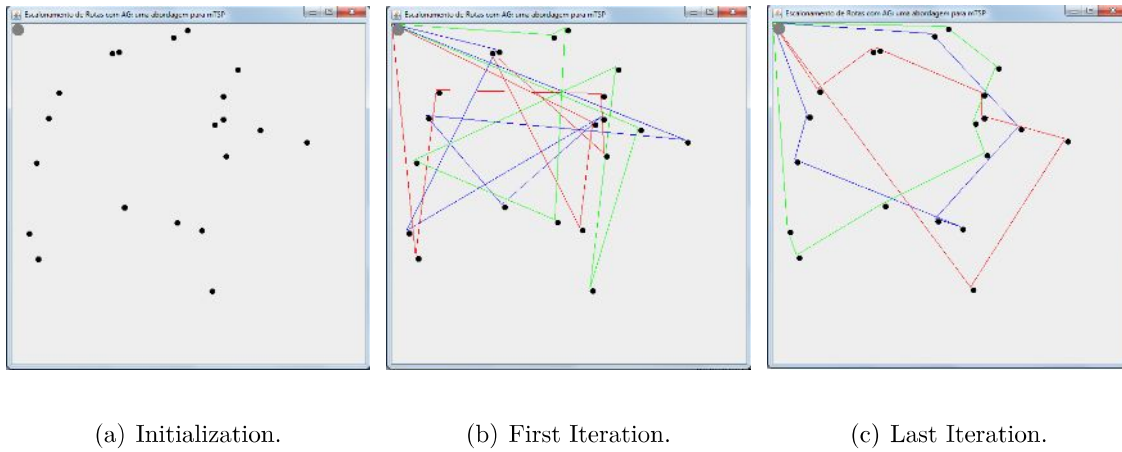 Escalonamento de Rotas com AG: uma abordagem para mTSP
Escalonamento de Rotas com AG: uma abordagem para mTSP
Escalonamento de Rotas com AG: uma abordagem para mTSP
(a) Initialization.
(b) First Iteration.
(c) Last Iteration.